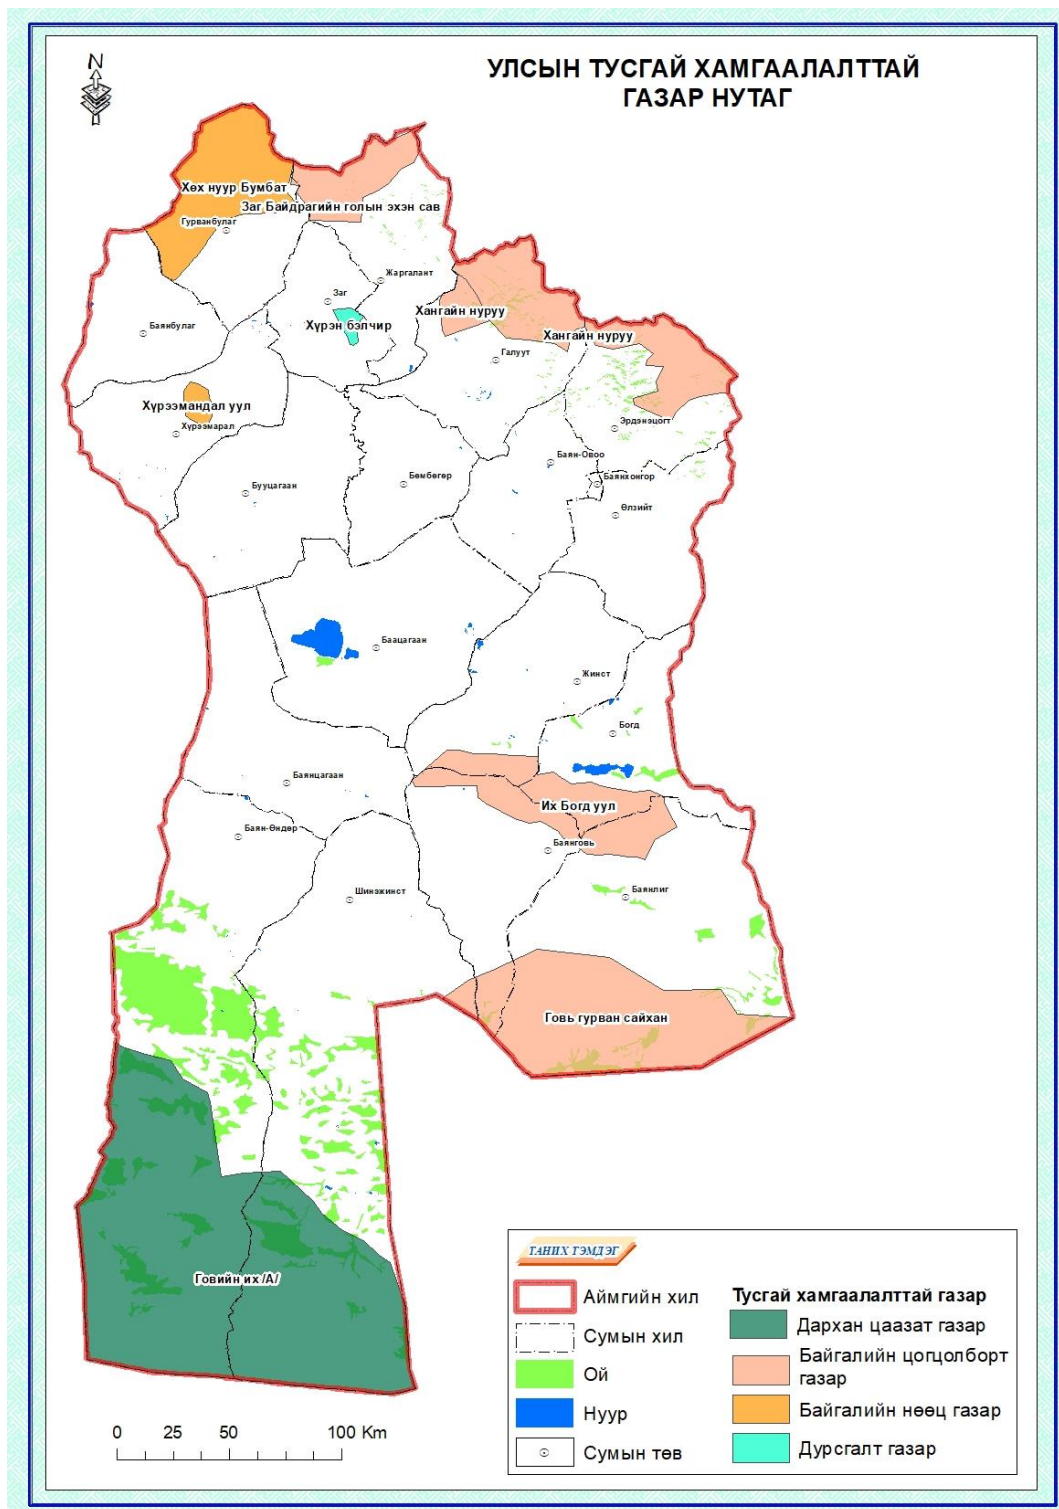 УЛСЫН ТУСГАЙ ХАМГААЛАЛТТАЙ
ГАЗАР НУТАГ
N
Хөх нуур Бумбат
Заг Байдрагийн голын эхэн сав
Гурванбулаг
Жаргалант
Заг
Хангайн нуруу
Баянбулаг
Хүрэн бэлчир
Хангайн нуруу
Галуут
Хүрээмандал уул
Хүрээмарал
Эрдэнэцогт
Баян-Овоо
Бууцагаан
Бөмбөгөр
Баянхонгор
Өлзийт
Баацагаан
Жинст
Богд
Баянцагаан
Их Богд уул
Баян-Өндөр
Баянговь
Шинэжинст
Баянлиг
Говь гурван сайхан
Говийн их /А/
ТАНИХ ТЭМДЭГ
Аймгийн хил
Сумын хил
Ой
Нуур
Сумын төв
Тусгай хамгаалалттай газар
Дархан цаазат газар
Байгалийн цогцолборт
газар
Байгалийн нөөц газар
Дурсгалт газар
0 25 50 100 Km